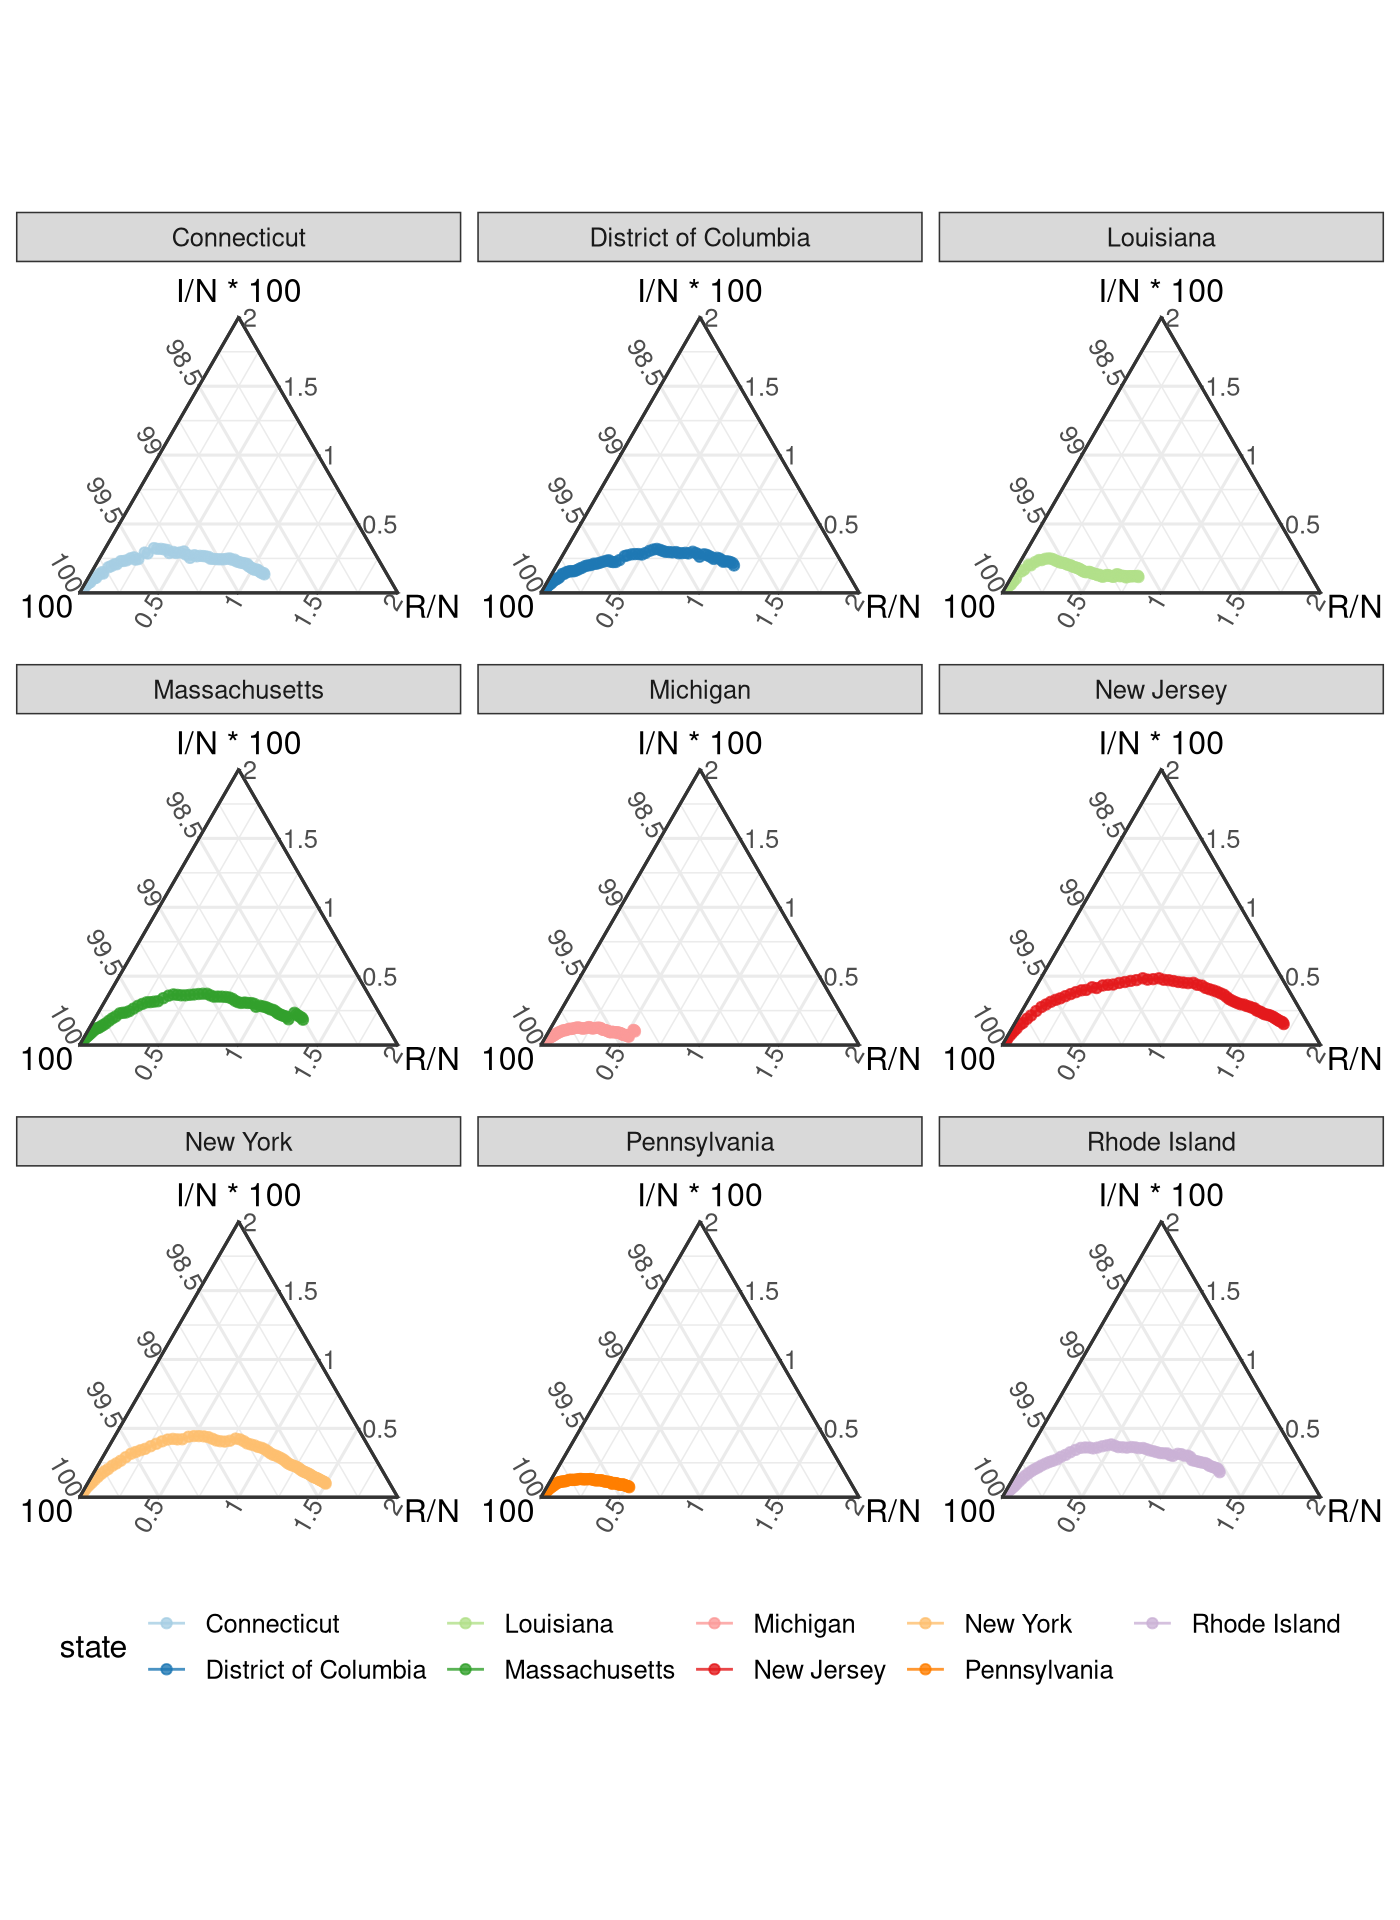 Connecticut District of Columbia Louisiana
I/N * 100 I/N * 100 I/N * 100
2 2 2
98.5 98.5 98.5
1.5 1.5 1.5
99 99 99
1 1 1
99.5 99.5 99.5
0.5 0.5 0.5
100 100 100
100 R/N 100 R/N 100 R/N
0.5 1 1.5 2 0.5 1 1.5 2 0.5 1 1.5 2
Massachusetts Michigan New Jersey
I/N * 100 I/N * 100 I/N * 100
2 2 2
98.5 98.5 98.5
1.5 1.5 1.5
99 99 99
1 1 1
99.5 99.5 99.5
0.5 0.5 0.5
100 100 100
100 R/N 100 R/N 100 R/N
0.5 1 1.5 2 0.5 1 1.5 2 0.5 1 1.5 2
New York Pennsylvania Rhode Island
I/N * 100 I/N * 100 I/N * 100
2 2 2
98.5 98.5 98.5
1.5 1.5 1.5
99 99 99
1 1 1
99.5 99.5 99.5
0.5 0.5 0.5
100 100 100
100 R/N 100 R/N 100 R/N
0.5 1 1.5 2 0.5 1 1.5 2 0.5 1 1.5 2
state
Connecticut Louisiana Michigan New York Rhode Island
District of Columbia Massachusetts New Jersey Pennsylvania